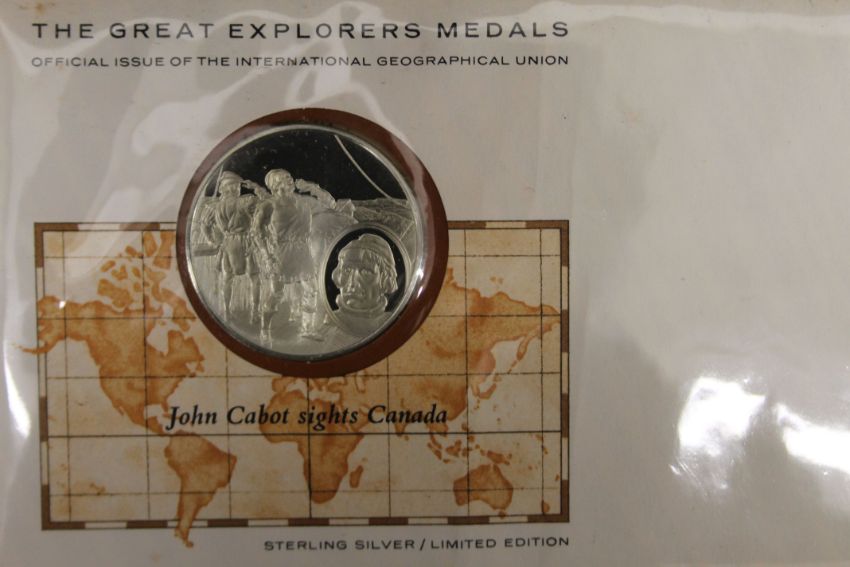 THE GREAT EXPLORERS MEDALS
OFFICIAL ISSUE OF THE INTERNATIONAL GEOGRAPHICAL UNION
John Cabot sights Canada
STERLING SILVER / LIMITED EDITION